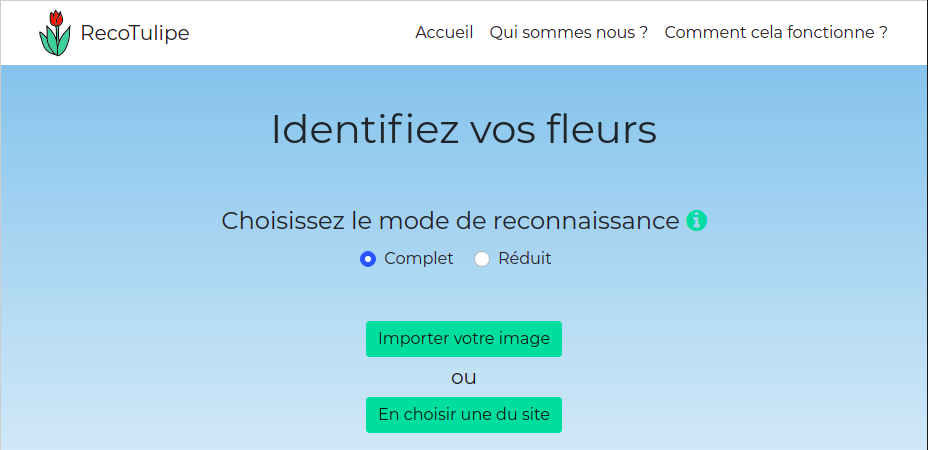 RecoTulipe Accueil Qui sommes nous ? Comment cela fonctionne ?
Identifiez vos fleurs
Choisissez le mode de reconnaissance
Complet Réduit
Importer votre image
ou
En choisir une du site